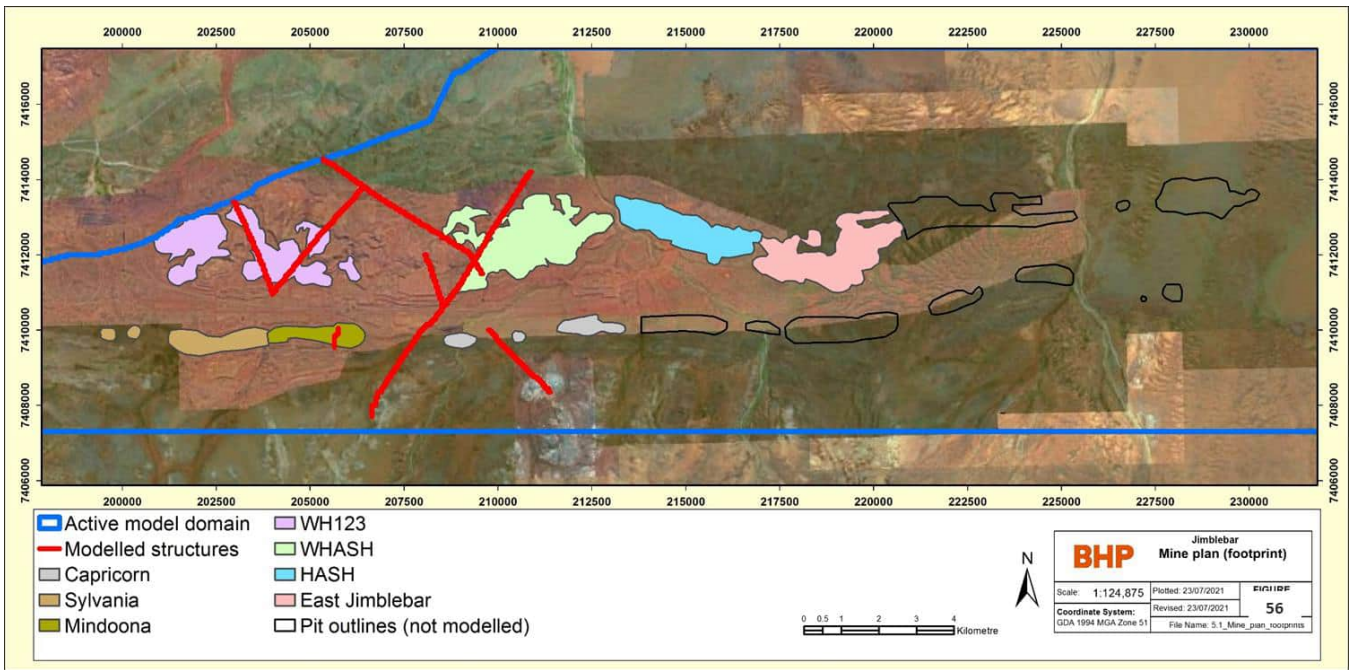 200000 202500 205000 207500 210000 212500 215000 217500 220000 222500 225000 227500 230000
7416000 7416000
7414000 7414000
7412000 7412000
7410000 7410000
7408000 7408000
7406000 7406000
200000 202500 205000 207500 210000 212500 215000 217500 220000 222500 225000 227500 230000
Active model domain
Modelled structures
Capricorn
Sylvania
Mindoona
WH123
WHASH
HASH
East Jimblebar
Pit outlines (not modelled)
0 0.5 1 2 3 4
Kilometre
N
BHP
Jimblebar
Mine plan (footprint)
Scale: 1:124,875
Plotted: 23/07/2021
FIGURE
Coordinate System:
GDA 1994 MGA Zone 51
Revised: 23/07/2021
56
File Name: 5.1_Mine_plan_footprints